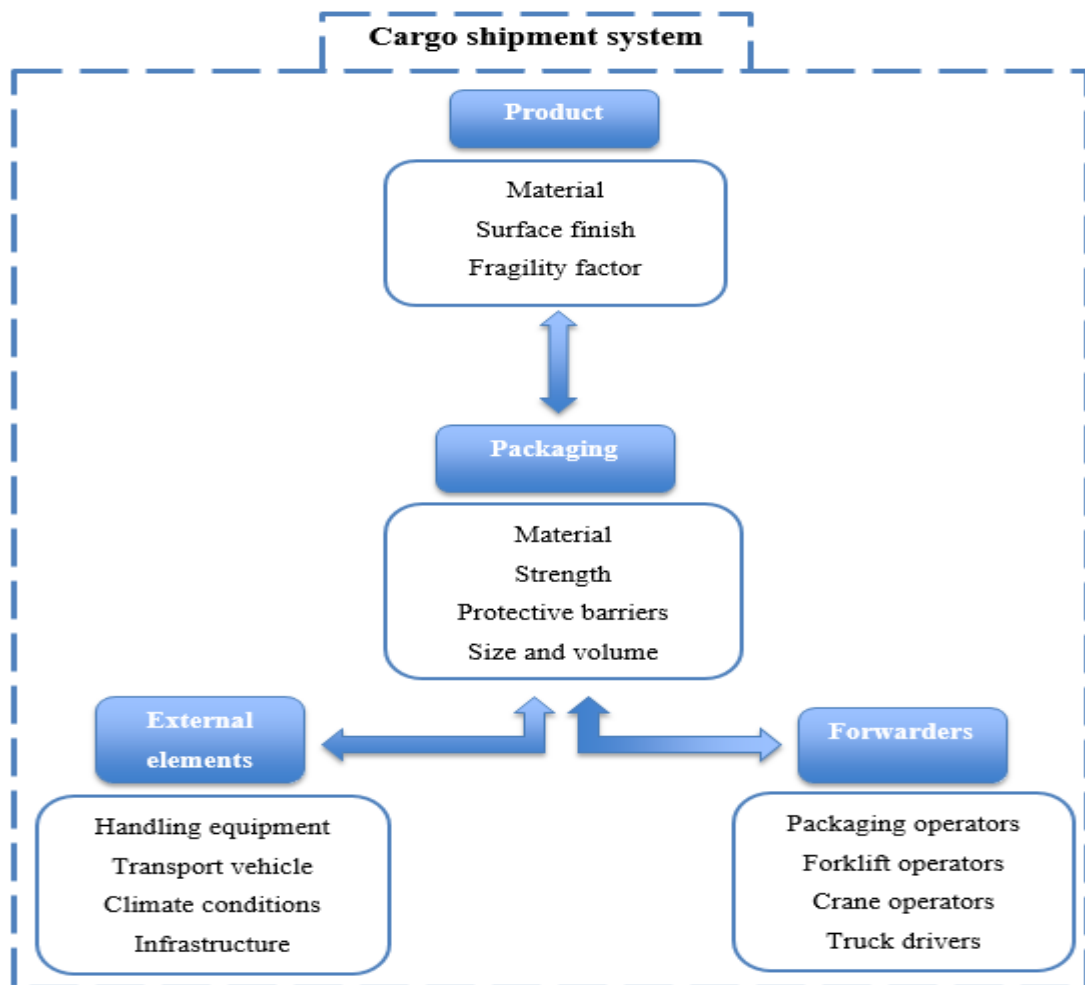 Cargo shipment system
Product
Material
Surface finish
Fragility factor
Packaging
Material
Strength
Protective barriers
Size and volume
External
elements
Handling equipment
Transport vehicle
Climate conditions
Infrastructure
Forwarders
Packaging operators
Forklift operators
Crane operators
Truck drivers